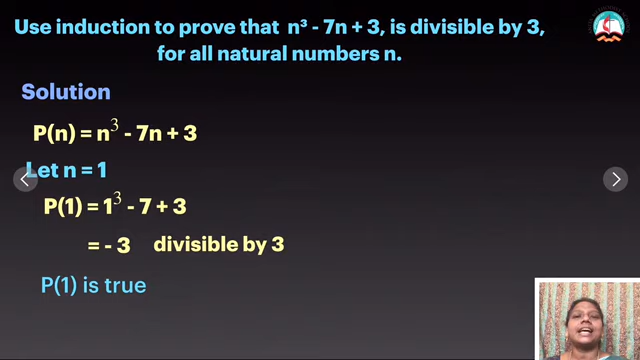 Use induction to prove that n³ - 7n + 3, is divisible by 3,
for all natural numbers n.
Solution
P(n) = n³ - 7n + 3
Let n = 1
P(1) = 1³ - 7 + 3
= - 3 divisible by 3
P(1) is true